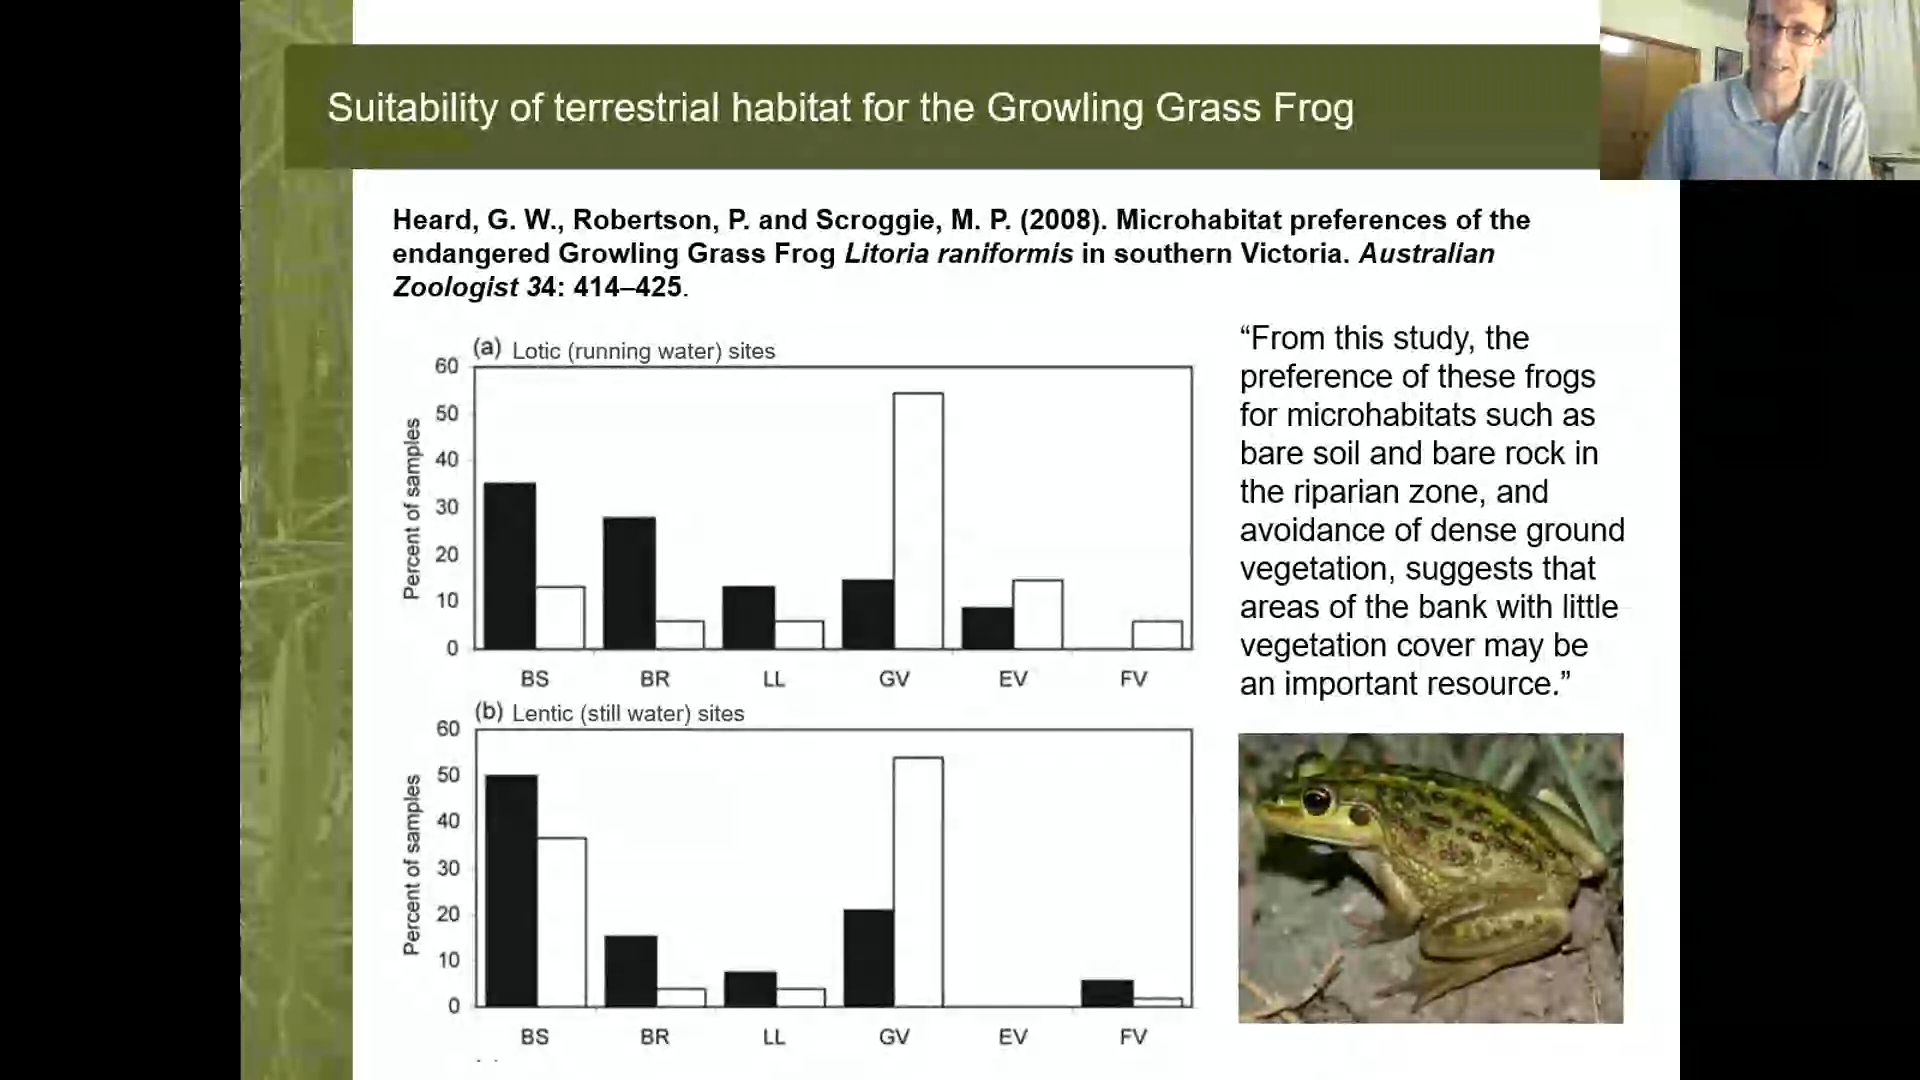 Suitability of terrestrial habitat for the Growling Grass Frog
Heard, G. W., Robertson, P. and Scroggie, M. P. (2008). Microhabitat preferences of the
endangered Growling Grass Frog Litoria raniformis in southern Victoria. Australian
Zoologist 34: 414–425.
(a) Lotic (running water) sites
60
50
40
30
20
10
0
Percent of samples
BS BR LL GV EV FV
(b) Lentic (still water) sites
60
50
40
30
20
10
0
Percent of samples
BS BR LL GV EV FV
“From this study, the
preference of these frogs
for microhabitats such as
bare soil and bare rock in
the riparian zone, and
avoidance of dense ground
vegetation, suggests that
areas of the bank with little
vegetation cover may be
an important resource.”